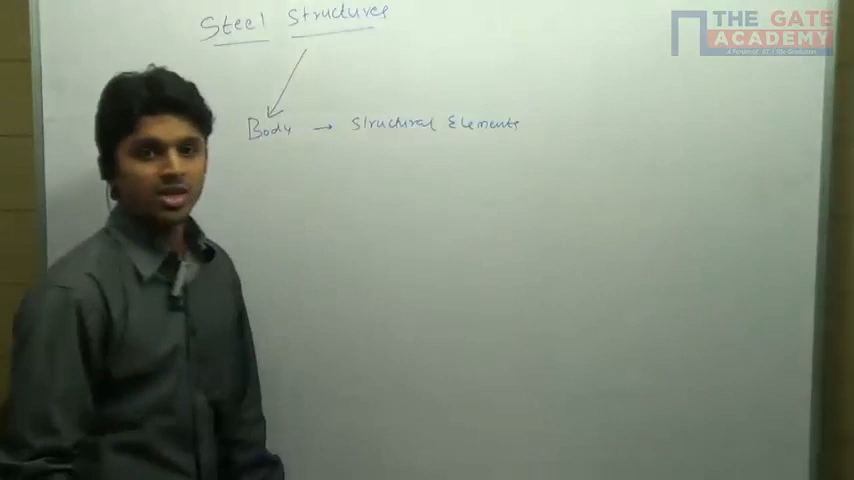 Steel Structures
Body → Structural Elements
THE GATE
ACADEMY